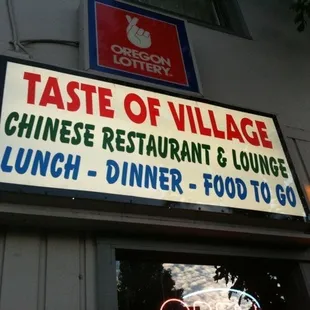 OREGON
LOTTERY
TASTE OF VILLAGE
CHINESE RESTAURANT & LOUNGE
LUNCH - DINNER - FOOD TO GO